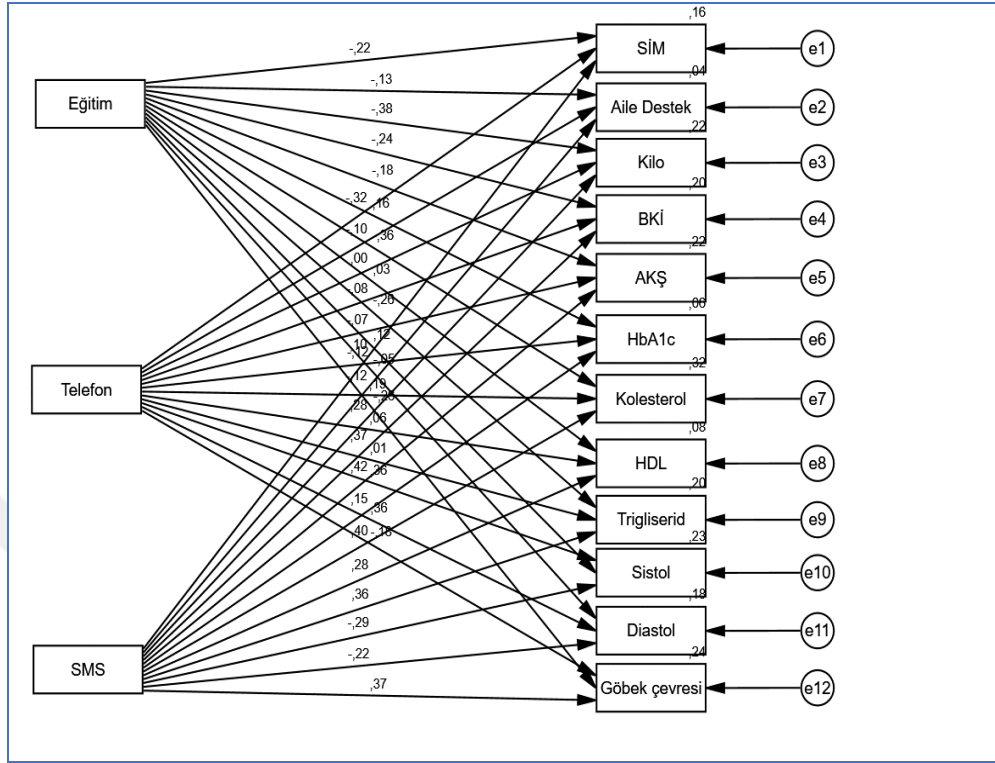 ,16
SİM
e1
-,22
,04
Eğitim
-,13
Aile Destek
e2
-,38
,22
-,24
Kilo
e3
-,18
,20
-,32
,16
BKİ
e4
-,10
,36
,22
,00
,03
AKŞ
e5
-,08
-,26
,00
,07
,12
HbA1c
e6
,10
-,12
-,05
,32
,12
,19
Telefon
Kolesterol
e7
,28
,06
,08
,37
,01
HDL
e8
,42
,36
,20
,15
,36
Trigliserid
e9
,40
-,18
,23
,28
Sistol
e10
,36
,18
-,29
Diastol
e11
-,22
,24
SMS
,37
Göbek çevresi
e12